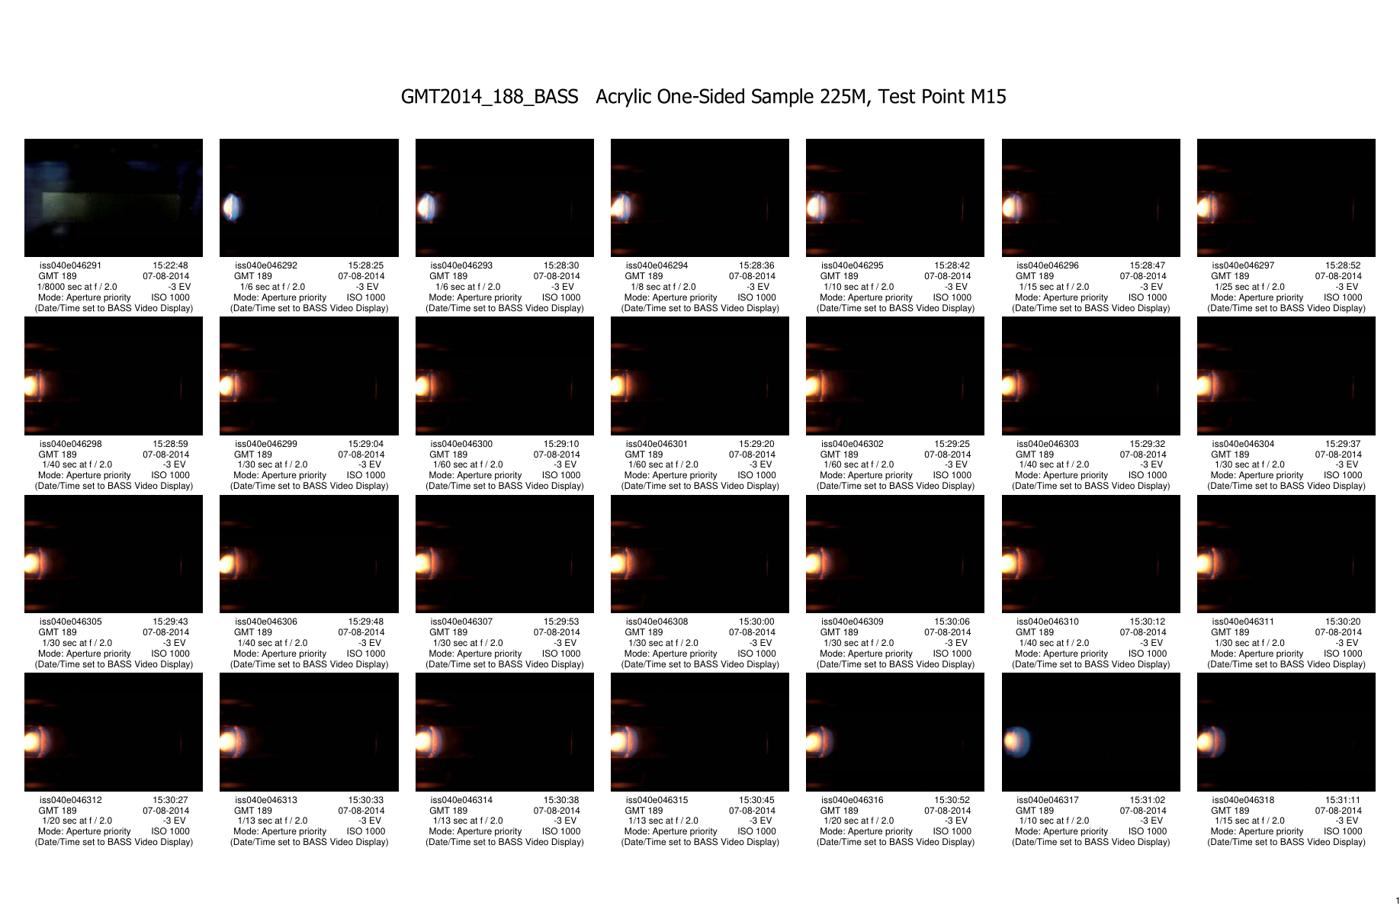 GMT2014_188_BASS Acrylic One-Sided Sample 225M, Test Point M15
iss040e046291 15:22:48
GMT 189 07-08-2014
1/8000 sec at f / 2.0 -3 EV
Mode: Aperture priority ISO 1000
(Date/Time set to BASS Video Display)
iss040e046292 15:28:25
GMT 189 07-08-2014
1/6 sec at f / 2.0 -3 EV
Mode: Aperture priority ISO 1000
(Date/Time set to BASS Video Display)
iss040e046293 15:28:30
GMT 189 07-08-2014
1/6 sec at f / 2.0 -3 EV
Mode: Aperture priority ISO 1000
(Date/Time set to BASS Video Display)
iss040e046294 15:28:36
GMT 189 07-08-2014
1/8 sec at f / 2.0 -3 EV
Mode: Aperture priority ISO 1000
(Date/Time set to BASS Video Display)
iss040e046295 15:28:42
GMT 189 07-08-2014
1/10 sec at f / 2.0 -3 EV
Mode: Aperture priority ISO 1000
(Date/Time set to BASS Video Display)
iss040e046296 15:28:47
GMT 189 07-08-2014
1/15 sec at f / 2.0 -3 EV
Mode: Aperture priority ISO 1000
(Date/Time set to BASS Video Display)
iss040e046297 15:28:52
GMT 189 07-08-2014
1/25 sec at f / 2.0 -3 EV
Mode: Aperture priority ISO 1000
(Date/Time set to BASS Video Display)
iss040e046298 15:28:59
GMT 189 07-08-2014
1/40 sec at f / 2.0 -3 EV
Mode: Aperture priority ISO 1000
(Date/Time set to BASS Video Display)
iss040e046299 15:29:04
GMT 189 07-08-2014
1/30 sec at f / 2.0 -3 EV
Mode: Aperture priority ISO 1000
(Date/Time set to BASS Video Display)
iss040e046300 15:29:10
GMT 189 07-08-2014
1/60 sec at f / 2.0 -3 EV
Mode: Aperture priority ISO 1000
(Date/Time set to BASS Video Display)
iss040e046301 15:29:20
GMT 189 07-08-2014
1/60 sec at f / 2.0 -3 EV
Mode: Aperture priority ISO 1000
(Date/Time set to BASS Video Display)
iss040e046302 15:29:25
GMT 189 07-08-2014
1/60 sec at f / 2.0 -3 EV
Mode: Aperture priority ISO 1000
(Date/Time set to BASS Video Display)
iss040e046303 15:29:32
GMT 189 07-08-2014
1/40 sec at f / 2.0 -3 EV
Mode: Aperture priority ISO 1000
(Date/Time set to BASS Video Display)
iss040e046304 15:29:37
GMT 189 07-08-2014
1/30 sec at f / 2.0 -3 EV
Mode: Aperture priority ISO 1000
(Date/Time set to BASS Video Display)
iss040e046305 15:29:43
GMT 189 07-08-2014
1/30 sec at f / 2.0 -3 EV
Mode: Aperture priority ISO 1000
(Date/Time set to BASS Video Display)
iss040e046306 15:29:48
GMT 189 07-08-2014
1/40 sec at f / 2.0 -3 EV
Mode: Aperture priority ISO 1000
(Date/Time set to BASS Video Display)
iss040e046307 15:29:53
GMT 189 07-08-2014
1/30 sec at f / 2.0 -3 EV
Mode: Aperture priority ISO 1000
(Date/Time set to BASS Video Display)
iss040e046308 15:30:00
GMT 189 07-08-2014
1/30 sec at f / 2.0 -3 EV
Mode: Aperture priority ISO 1000
(Date/Time set to BASS Video Display)
iss040e046309 15:30:06
GMT 189 07-08-2014
1/30 sec at f / 2.0 -3 EV
Mode: Aperture priority ISO 1000
(Date/Time set to BASS Video Display)
iss040e046310 15:30:12
GMT 189 07-08-2014
1/40 sec at f / 2.0 -3 EV
Mode: Aperture priority ISO 1000
(Date/Time set to BASS Video Display)
iss040e046311 15:30:20
GMT 189 07-08-2014
1/30 sec at f / 2.0 -3 EV
Mode: Aperture priority ISO 1000
(Date/Time set to BASS Video Display)
iss040e046312 15:30:27
GMT 189 07-08-2014
1/20 sec at f / 2.0 -3 EV
Mode: Aperture priority ISO 1000
(Date/Time set to BASS Video Display)
iss040e046313 15:30:33
GMT 189 07-08-2014
1/13 sec at f / 2.0 -3 EV
Mode: Aperture priority ISO 1000
(Date/Time set to BASS Video Display)
iss040e046314 15:30:38
GMT 189 07-08-2014
1/13 sec at f / 2.0 -3 EV
Mode: Aperture priority ISO 1000
(Date/Time set to BASS Video Display)
iss040e046315 15:30:45
GMT 189 07-08-2014
1/13 sec at f / 2.0 -3 EV
Mode: Aperture priority ISO 1000
(Date/Time set to BASS Video Display)
iss040e046316 15:30:52
GMT 189 07-08-2014
1/20 sec at f / 2.0 -3 EV
Mode: Aperture priority ISO 1000
(Date/Time set to BASS Video Display)
iss040e046317 15:31:02
GMT 189 07-08-2014
1/10 sec at f / 2.0 -3 EV
Mode: Aperture priority ISO 1000
(Date/Time set to BASS Video Display)
iss040e046318 15:31:11
GMT 189 07-08-2014
1/15 sec at f / 2.0 -3 EV
Mode: Aperture priority ISO 1000
(Date/Time set to BASS Video Display)